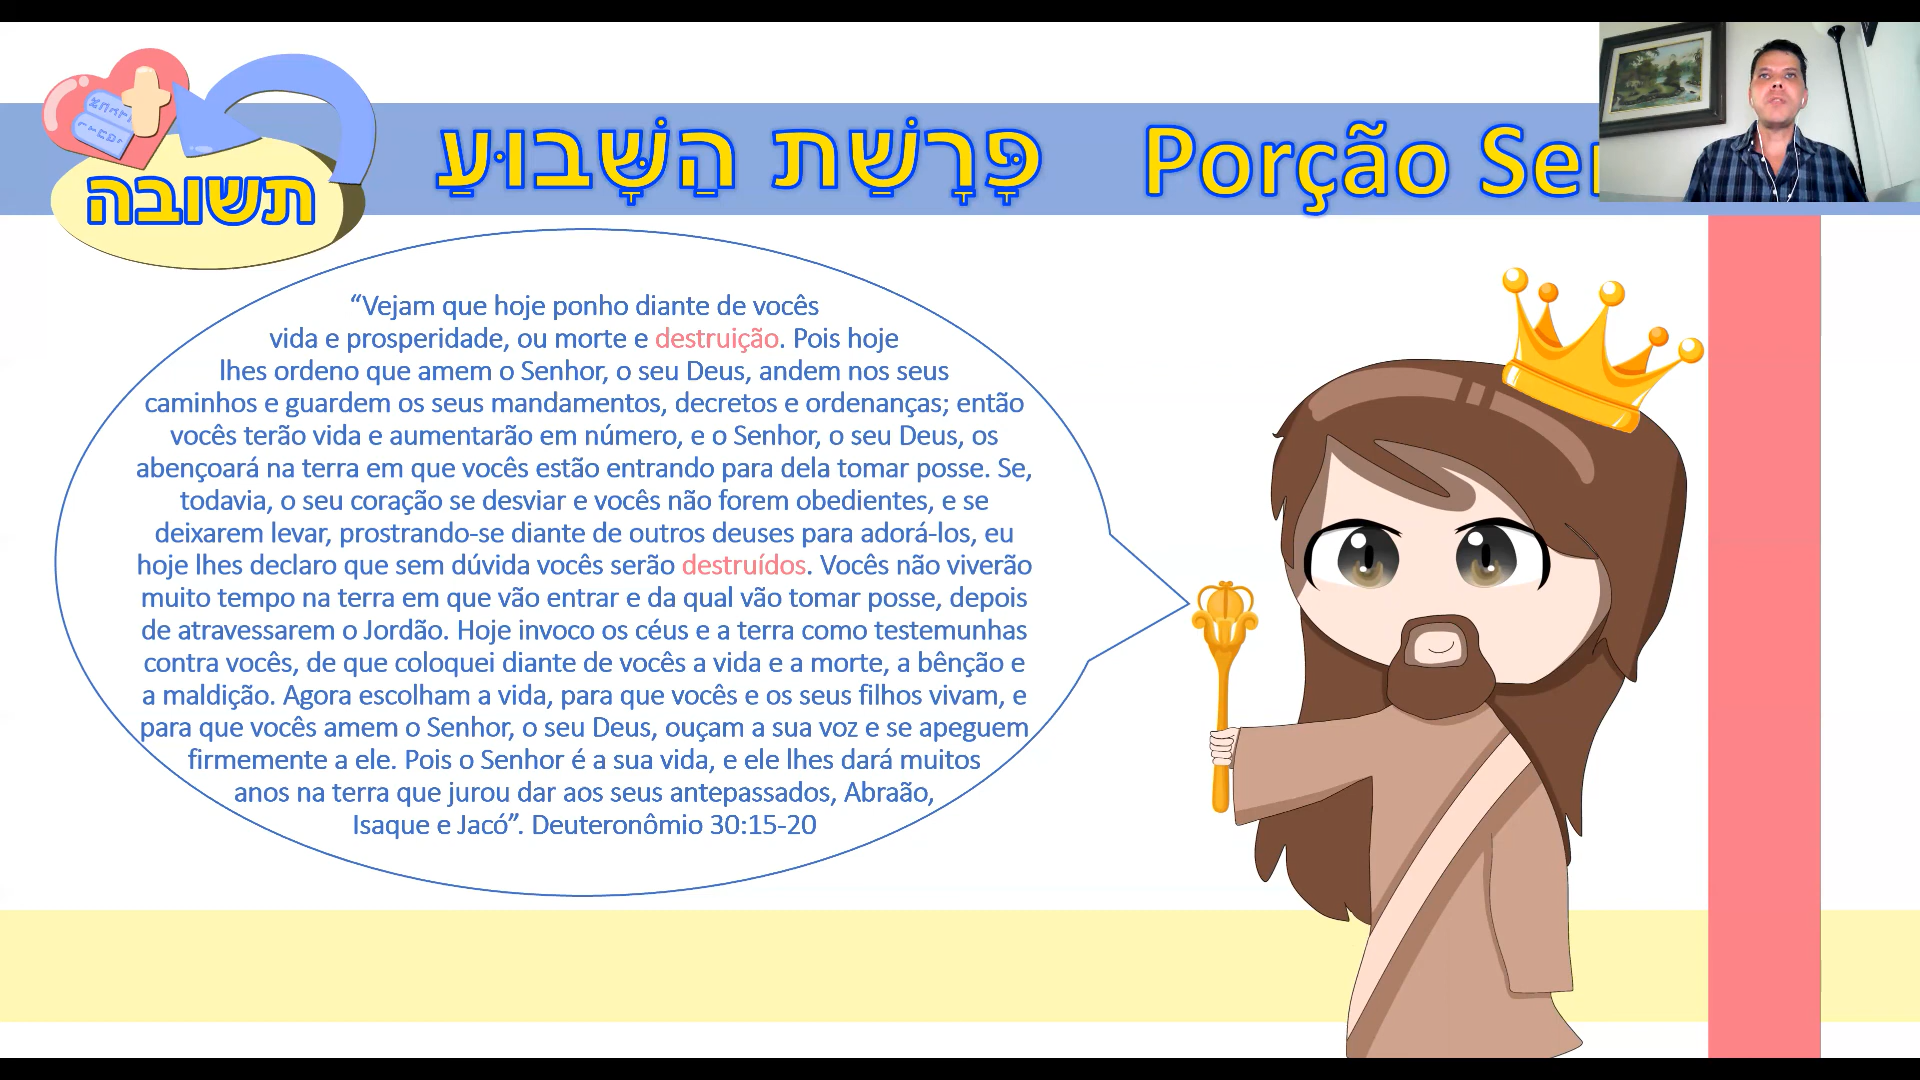 תשובה
פָּרָשַׁת הַשָּׁבוּעַ
Porção Se
“Vejam que hoje ponho diante de vocês
vida e prosperidade, ou morte e destruição. Pois hoje
lhes ordeno que amem o Senhor, o seu Deus, andem nos seus
caminhos e guardem os seus mandamentos, decretos e ordenanças; então
vocês terão vida e aumentarão em número, e o Senhor, o seu Deus, os
abençoará na terra em que vocês estão entrando para dela tomar posse. Se,
todavia, o seu coração se desviar e vocês não forem obedientes, e se
deixarem levar, prostrando-se diante de outros deuses para adorá-los, eu
hoje lhes declaro que sem dúvida vocês serão destruídos. Vocês não viverão
muito tempo na terra em que vão entrar e da qual vão tomar posse, depois
de atravessarem o Jordão. Hoje invoco os céus e a terra como testemunhas
contra vocês, de que coloquei diante de vocês a vida e a morte, a bênção e
a maldição. Agora escolham a vida, para que vocês e os seus filhos vivam, e
para que vocês amem o Senhor, o seu Deus, ouçam a sua voz e se apeguem
firmemente a ele. Pois o Senhor é a sua vida, e ele lhes dará muitos
anos na terra que jurou dar aos seus antepassados, Abraão,
Isaque e Jacó”. Deuteronômio 30:15-20